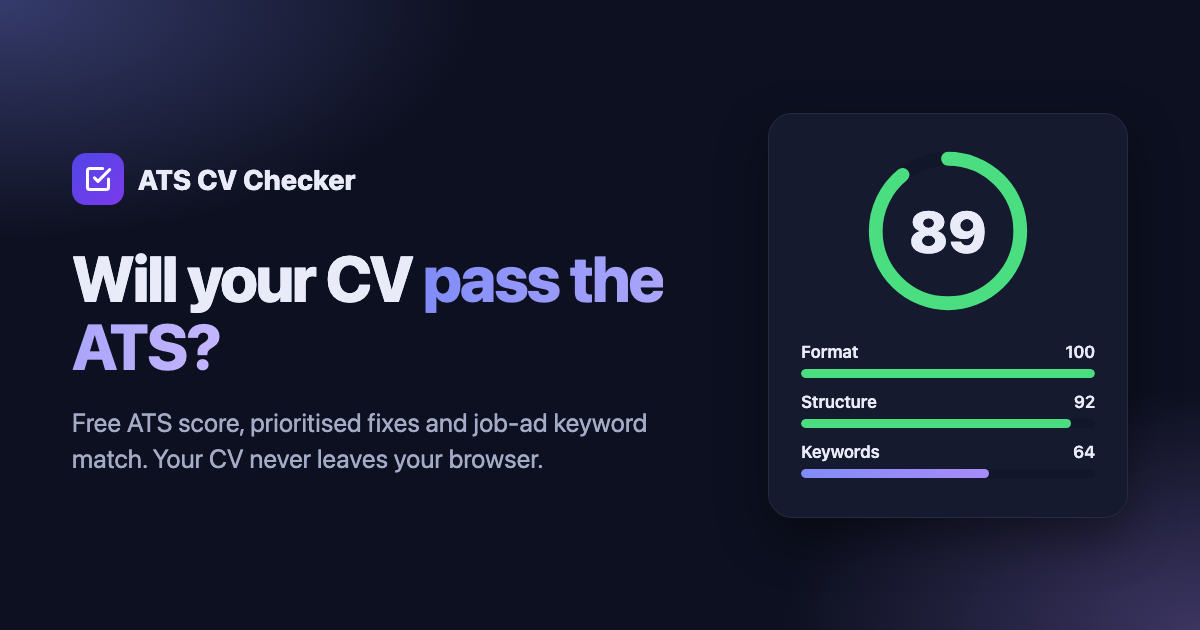 ATS CV Checker
Will your CV pass the
ATS?
Free ATS score, prioritised fixes and job-ad keyword
match. Your CV never leaves your browser.
89
Format 100
Structure 92
Keywords 64